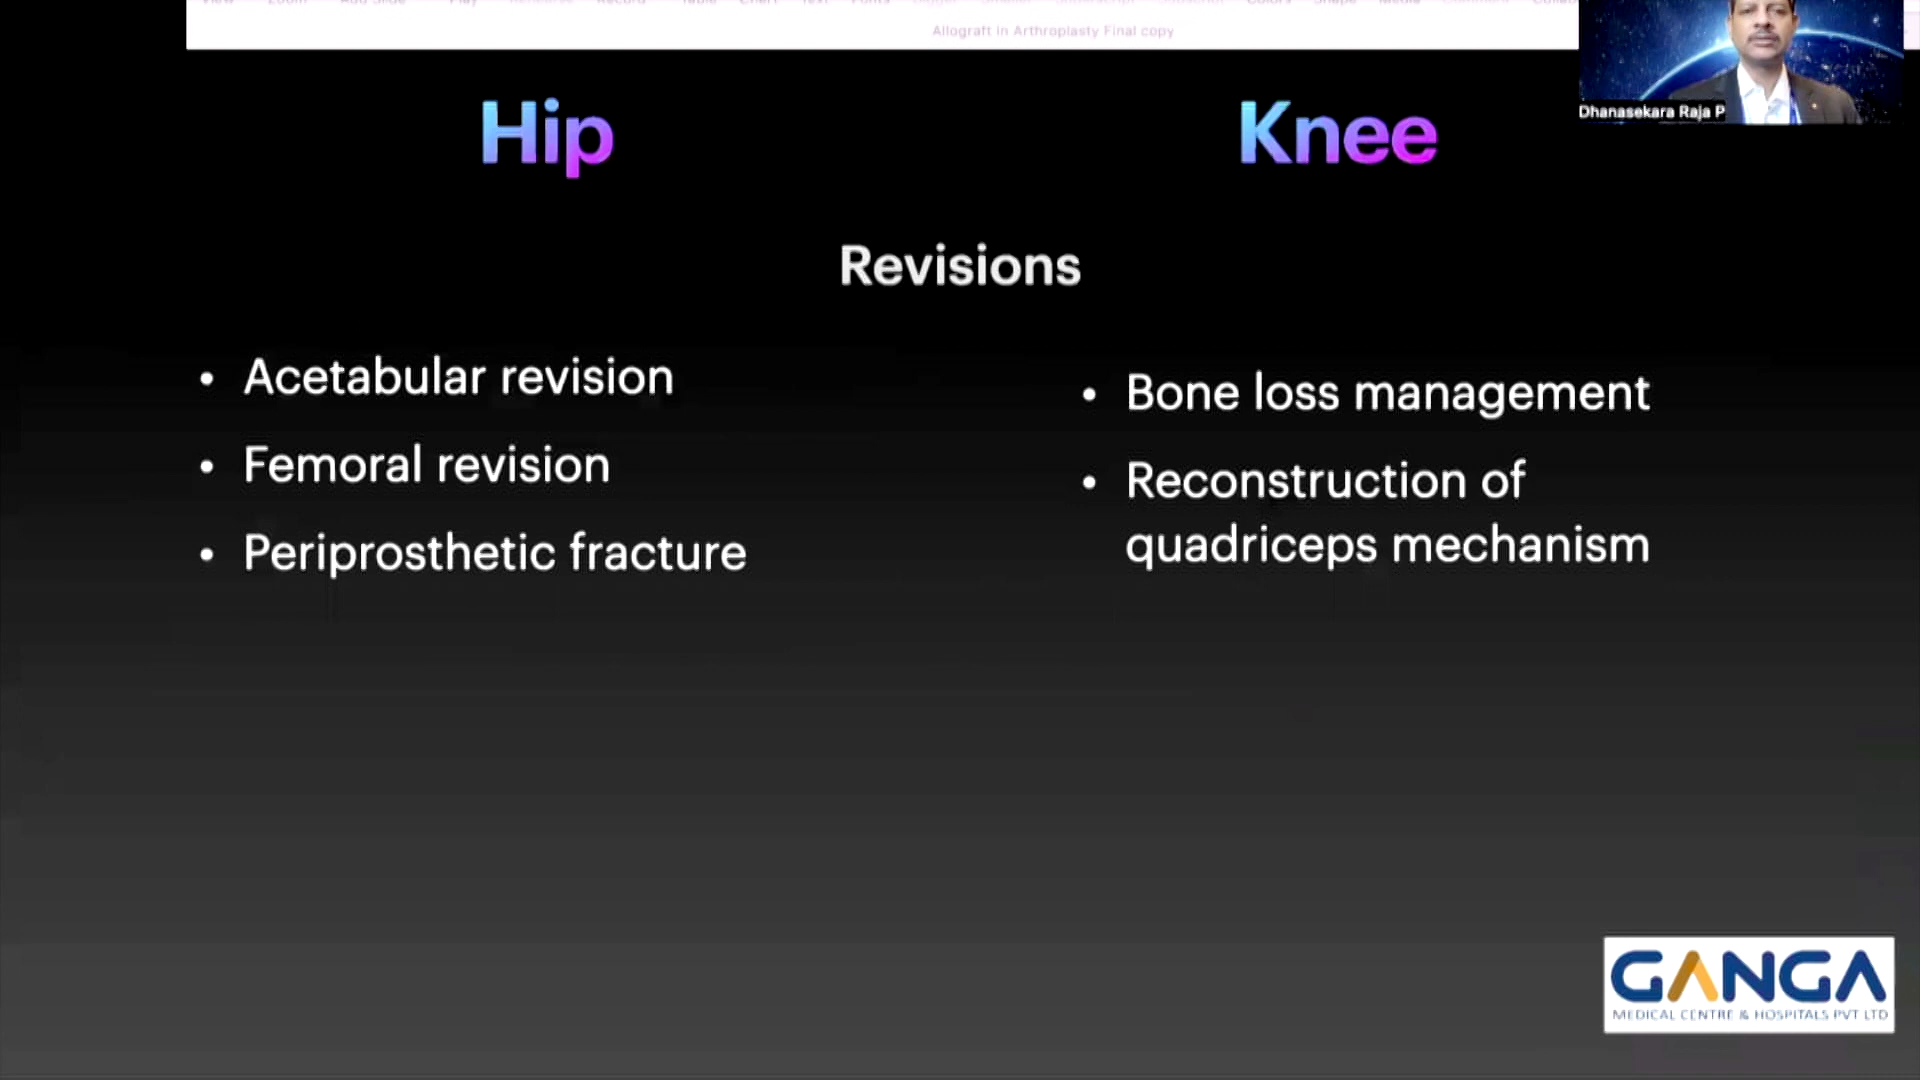 Allograft in Arthroplasty Final copy
Dhanasekara Raja P
Hip
Knee
Revisions
• Acetabular revision
• Femoral revision
• Periprosthetic fracture
• Bone loss management
• Reconstruction of
quadriceps mechanism
GANGA
MEDICAL CENTRE & HOSPITALS PVT LTD